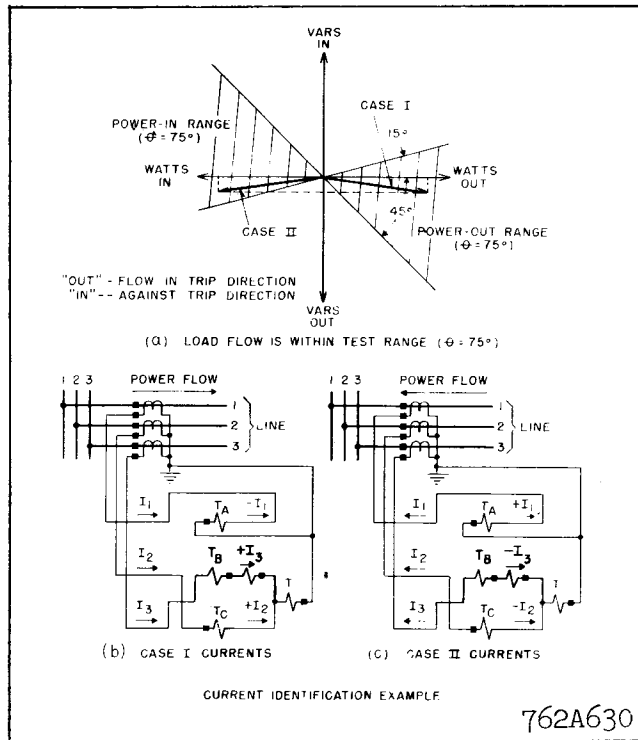 VARS
IN
CASE I
15°
POWER-IN RANGE
(θ = 75°)
WATTS
IN
WATTS
OUT
45°
CASE II
POWER-OUT RANGE
(θ = 75°)
"OUT" - FLOW IN TRIP DIRECTION
"IN" -- AGAINST TRIP DIRECTION
VARS
OUT
(a) LOAD FLOW IS WITHIN TEST RANGE (θ = 75°)
1 2 3 POWER FLOW
1
2 LINE
3
I1 TA -I1
I2 TB +I3
T
I3 TC +I2
(b) CASE I CURRENTS
1 2 3 POWER FLOW
1
2 LINE
3
I1 TA +I1
I2 TB -I3
T
I3 TC -I2
(c) CASE II CURRENTS
CURRENT IDENTIFICATION EXAMPLE
762A630